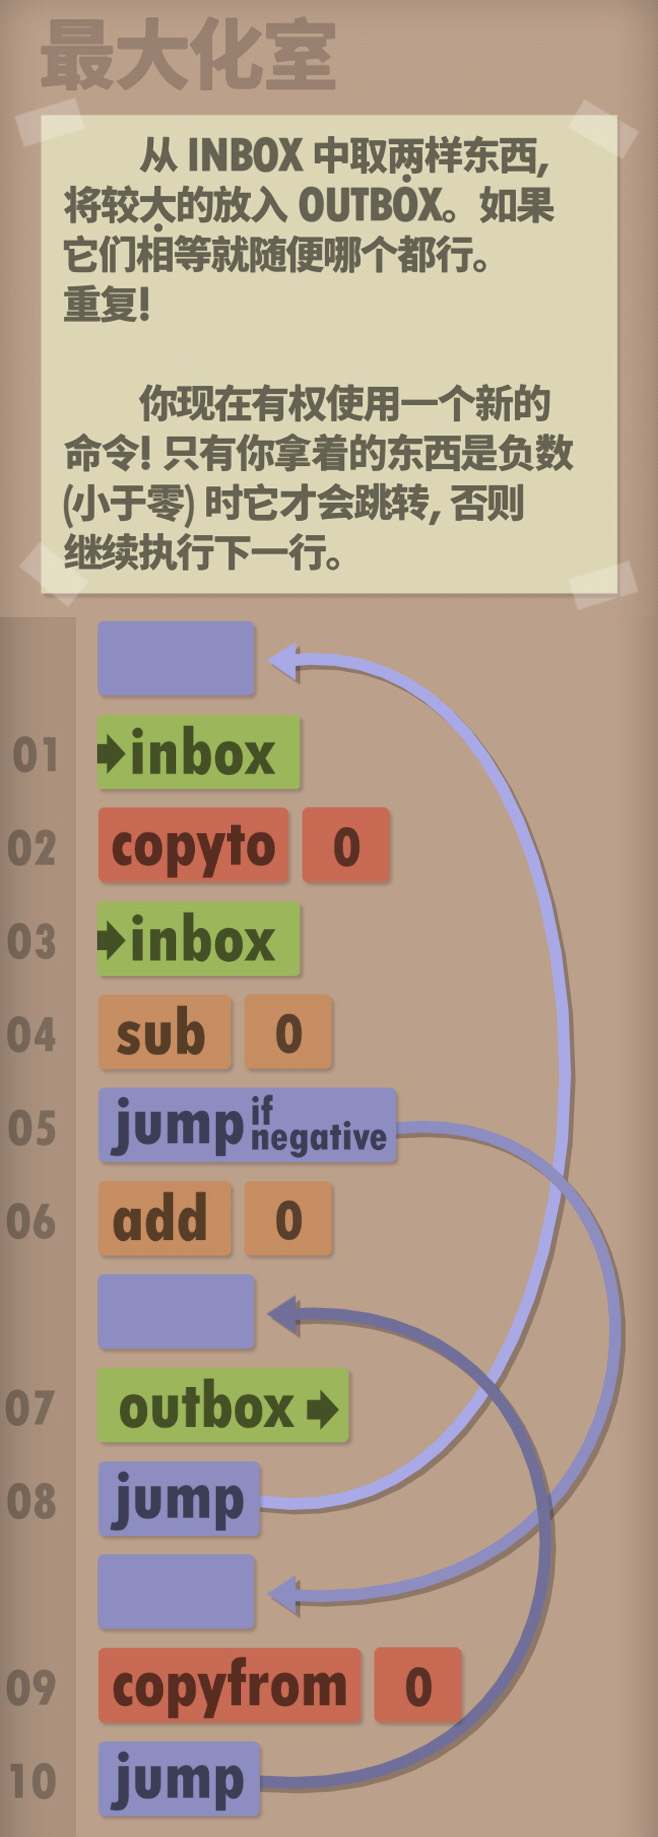 最大化室
从 INBOX 中取两样东西,
将较大的放入 OUTBOX。如果
它们相等就随便哪个都行。
重复!
你现在有权使用一个新的
命令! 只有你拿着的东西是负数
(小于零) 时它才会跳转, 否则
继续执行下一行。
01 inbox
02 copyto 0
03 inbox
04 sub 0
05 jump if negative
06 add 0
07 outbox
08 jump
09 copyfrom 0
10 jump